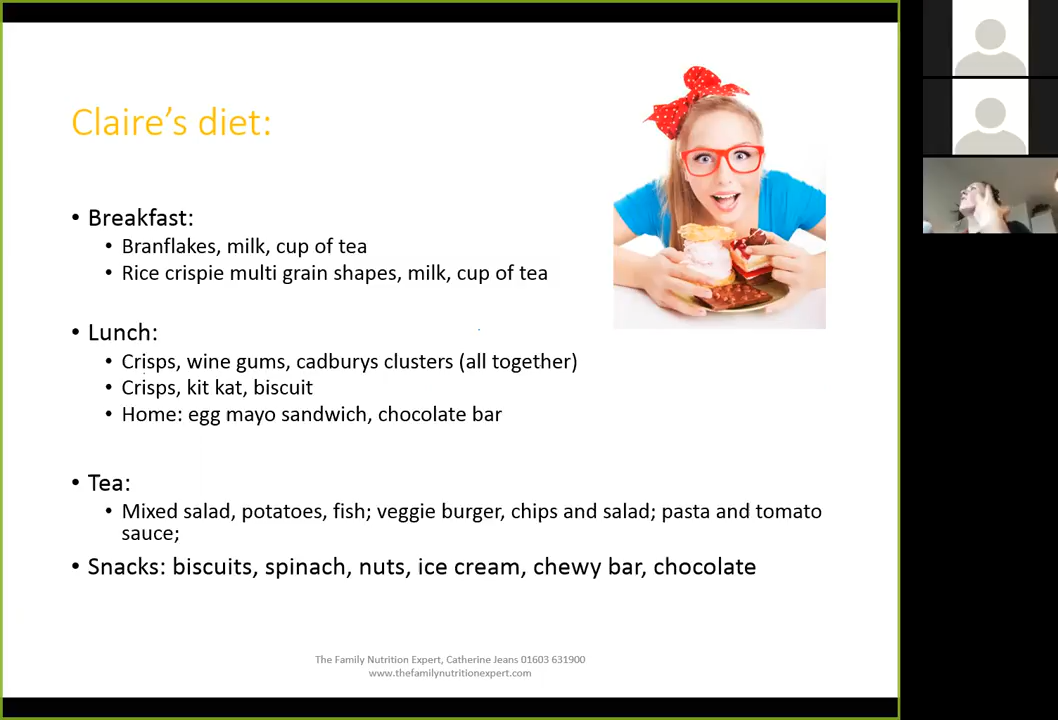 Claire's diet:
• Breakfast:
• Branflakes, milk, cup of tea
• Rice crispie multi grain shapes, milk, cup of tea
• Lunch:
• Crisps, wine gums, cadburys clusters (all together)
• Crisps, kit kat, biscuit
• Home: egg mayo sandwich, chocolate bar
• Tea:
• Mixed salad, potatoes, fish; veggie burger, chips and salad; pasta and tomato
sauce;
• Snacks: biscuits, spinach, nuts, ice cream, chewy bar, chocolate
The Family Nutrition Expert, Catherine Jeans 01603 631900
www.thefamilynutritionexpert.com